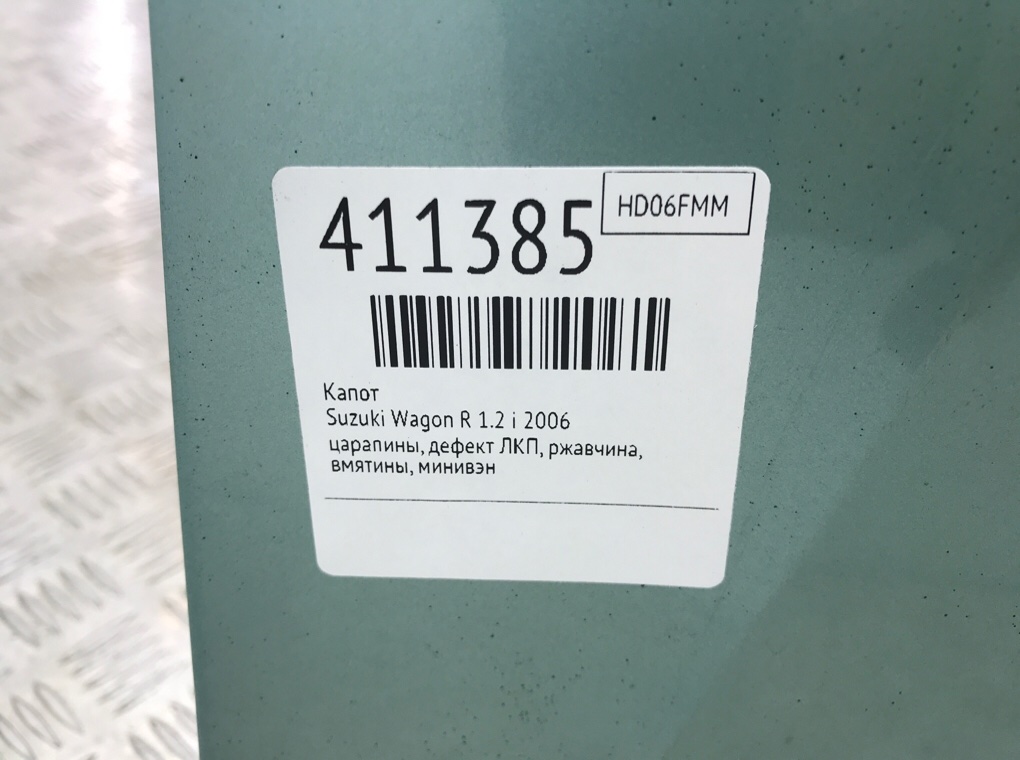 411385
HD06FMM
Капот
Suzuki Wagon R 1.2 i 2006
царапины, дефект ЛКП, ржавчина,
вмятины, минивэн